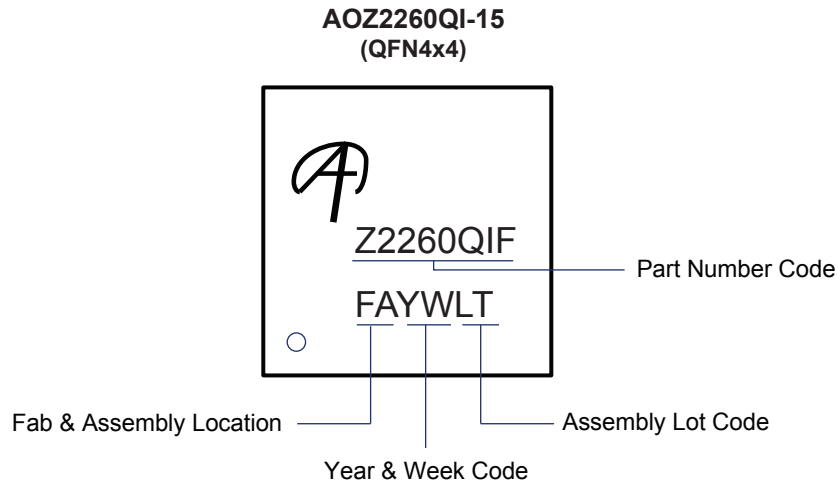 AOZ2260QI-15
(QFN4x4)
Z2260QIF
Part Number Code
FAYWLT
Fab & Assembly Location
Assembly Lot Code
Year & Week Code